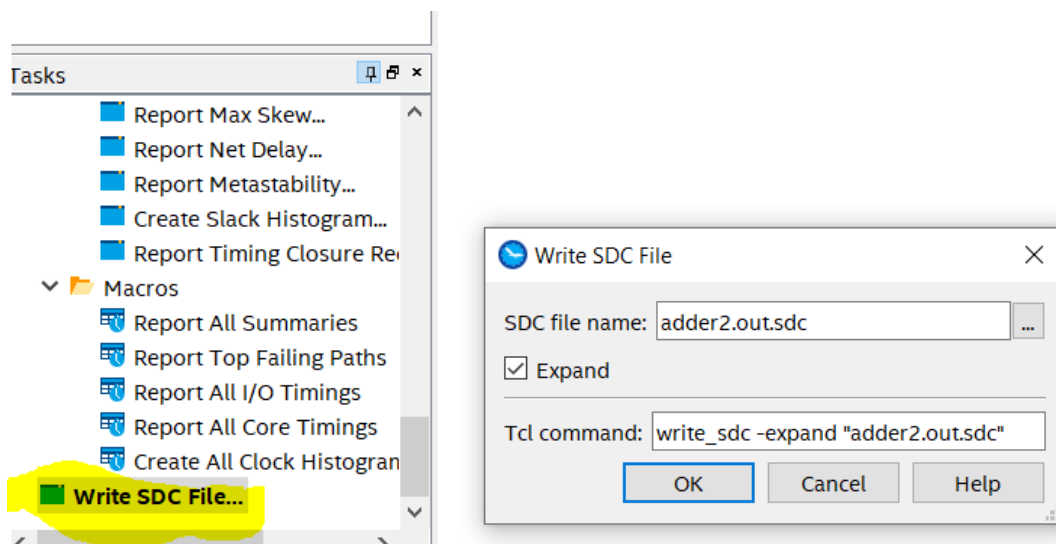 Tasks
Report Max Skew...
Report Net Delay...
Report Metastability...
Create Slack Histogram...
Report Timing Closure
Macros
Report All Summaries
Report Top Failing Paths
Report All I/O Timings
Report All Core Timings
Create All Clock
Write SDC File...
Write SDC File
SDC file name: adder2.out.sdc ...
Expand
Tcl command: write_sdc -expand "adder2.out.sdc"
OK Cancel Help